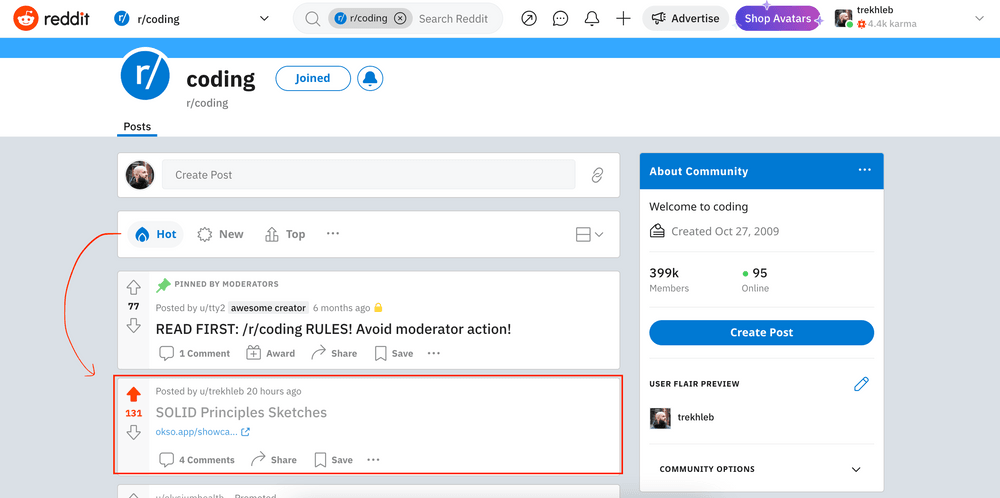 reddit
r/coding
r/coding
Search Reddit
Advertise
Shop Avatars
trekhleb
4.4k karma
r/
coding
Joined
r/coding
Posts
Create Post
Hot
New
Top
PINNED BY MODERATORS
77
Posted by u/tty2 awesome creator 6 months ago
READ FIRST: /r/coding RULES! Avoid moderator action!
1 Comment
Award
Share
Save
Posted by u/trekhleb 20 hours ago
131
SOLID Principles Sketches
okso.app/showca...
4 Comments
Share
Save
Promoted
About Community
Welcome to coding
Created Oct 27, 2009
399k
95
Members
Online
Create Post
USER FLAIR PREVIEW
trekhleb
COMMUNITY OPTIONS